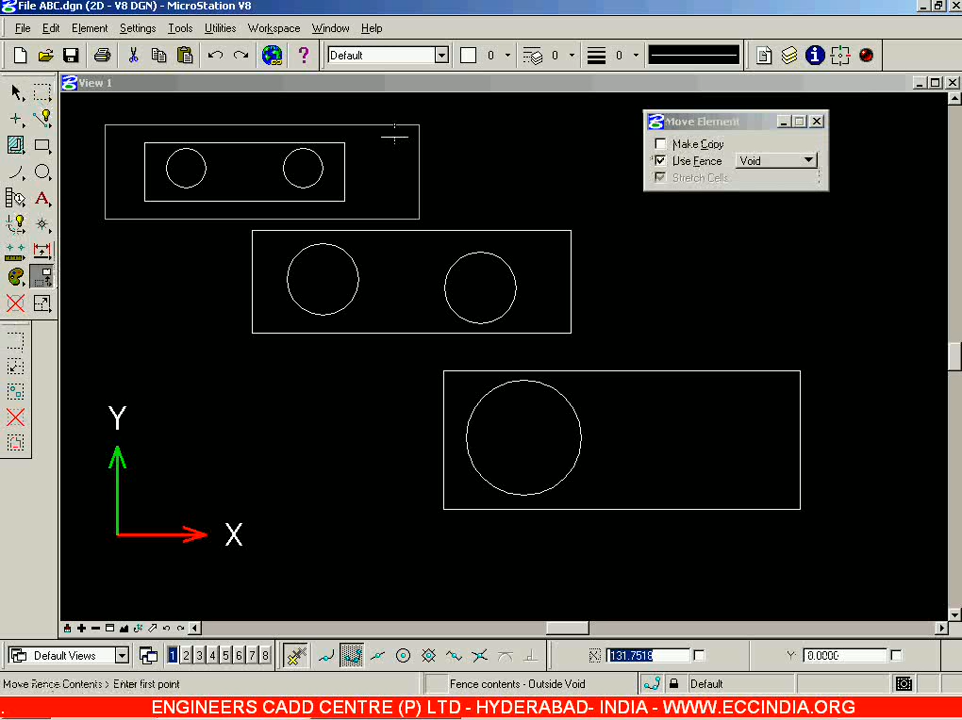 File ABC.dgn (2D - V8 DGN) - MicroStation V8
File Edit Element Settings Tools Utilities Workspace Window Help
Default 0 0 0
View 1
Move Element
Make Copy
Use Fence Void
Stretch Cells
Y
X
Default Views 1 2 3 4 5 6 7 8 X 131.7518 Y 0.0000
Move Fence Contents > Enter first point Fence contents - Outside Void Default
ENGINEERS CADD CENTRE (P) LTD - HYDERABAD- INDIA - WWW.ECCINDIA.ORG